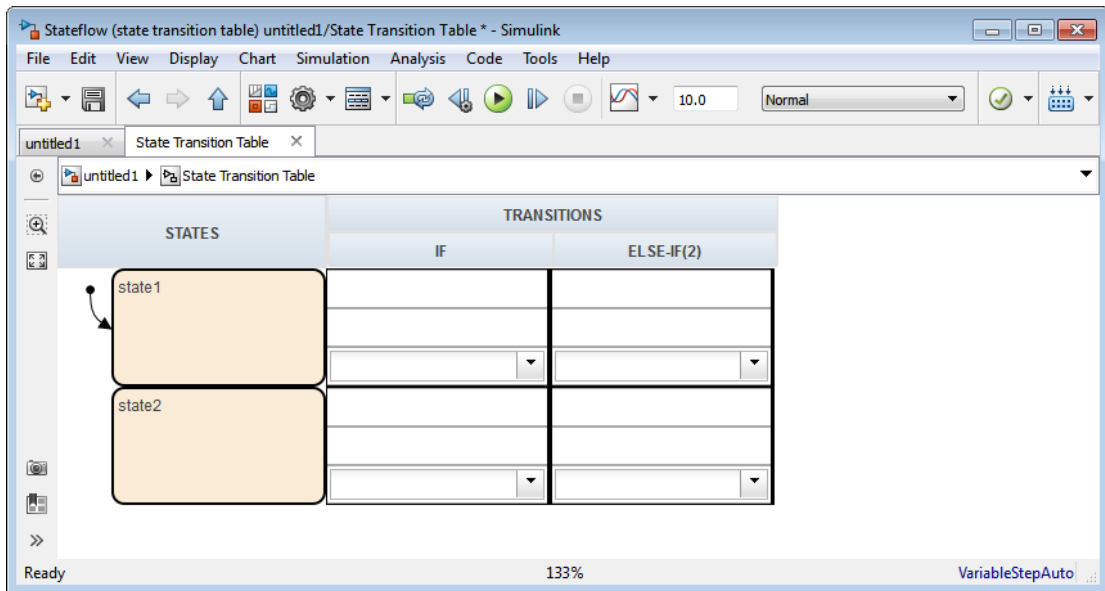 Stateflow (state transition table) untitled1/State Transition Table * - Simulink
File Edit View Display Chart Simulation Analysis Code Tools Help
10.0 Normal
untitled1 State Transition Table
untitled1 State Transition Table
STATES
TRANSITIONS
IF ELSE-IF(2)
state1
state2
Ready 133% VariableStepAuto